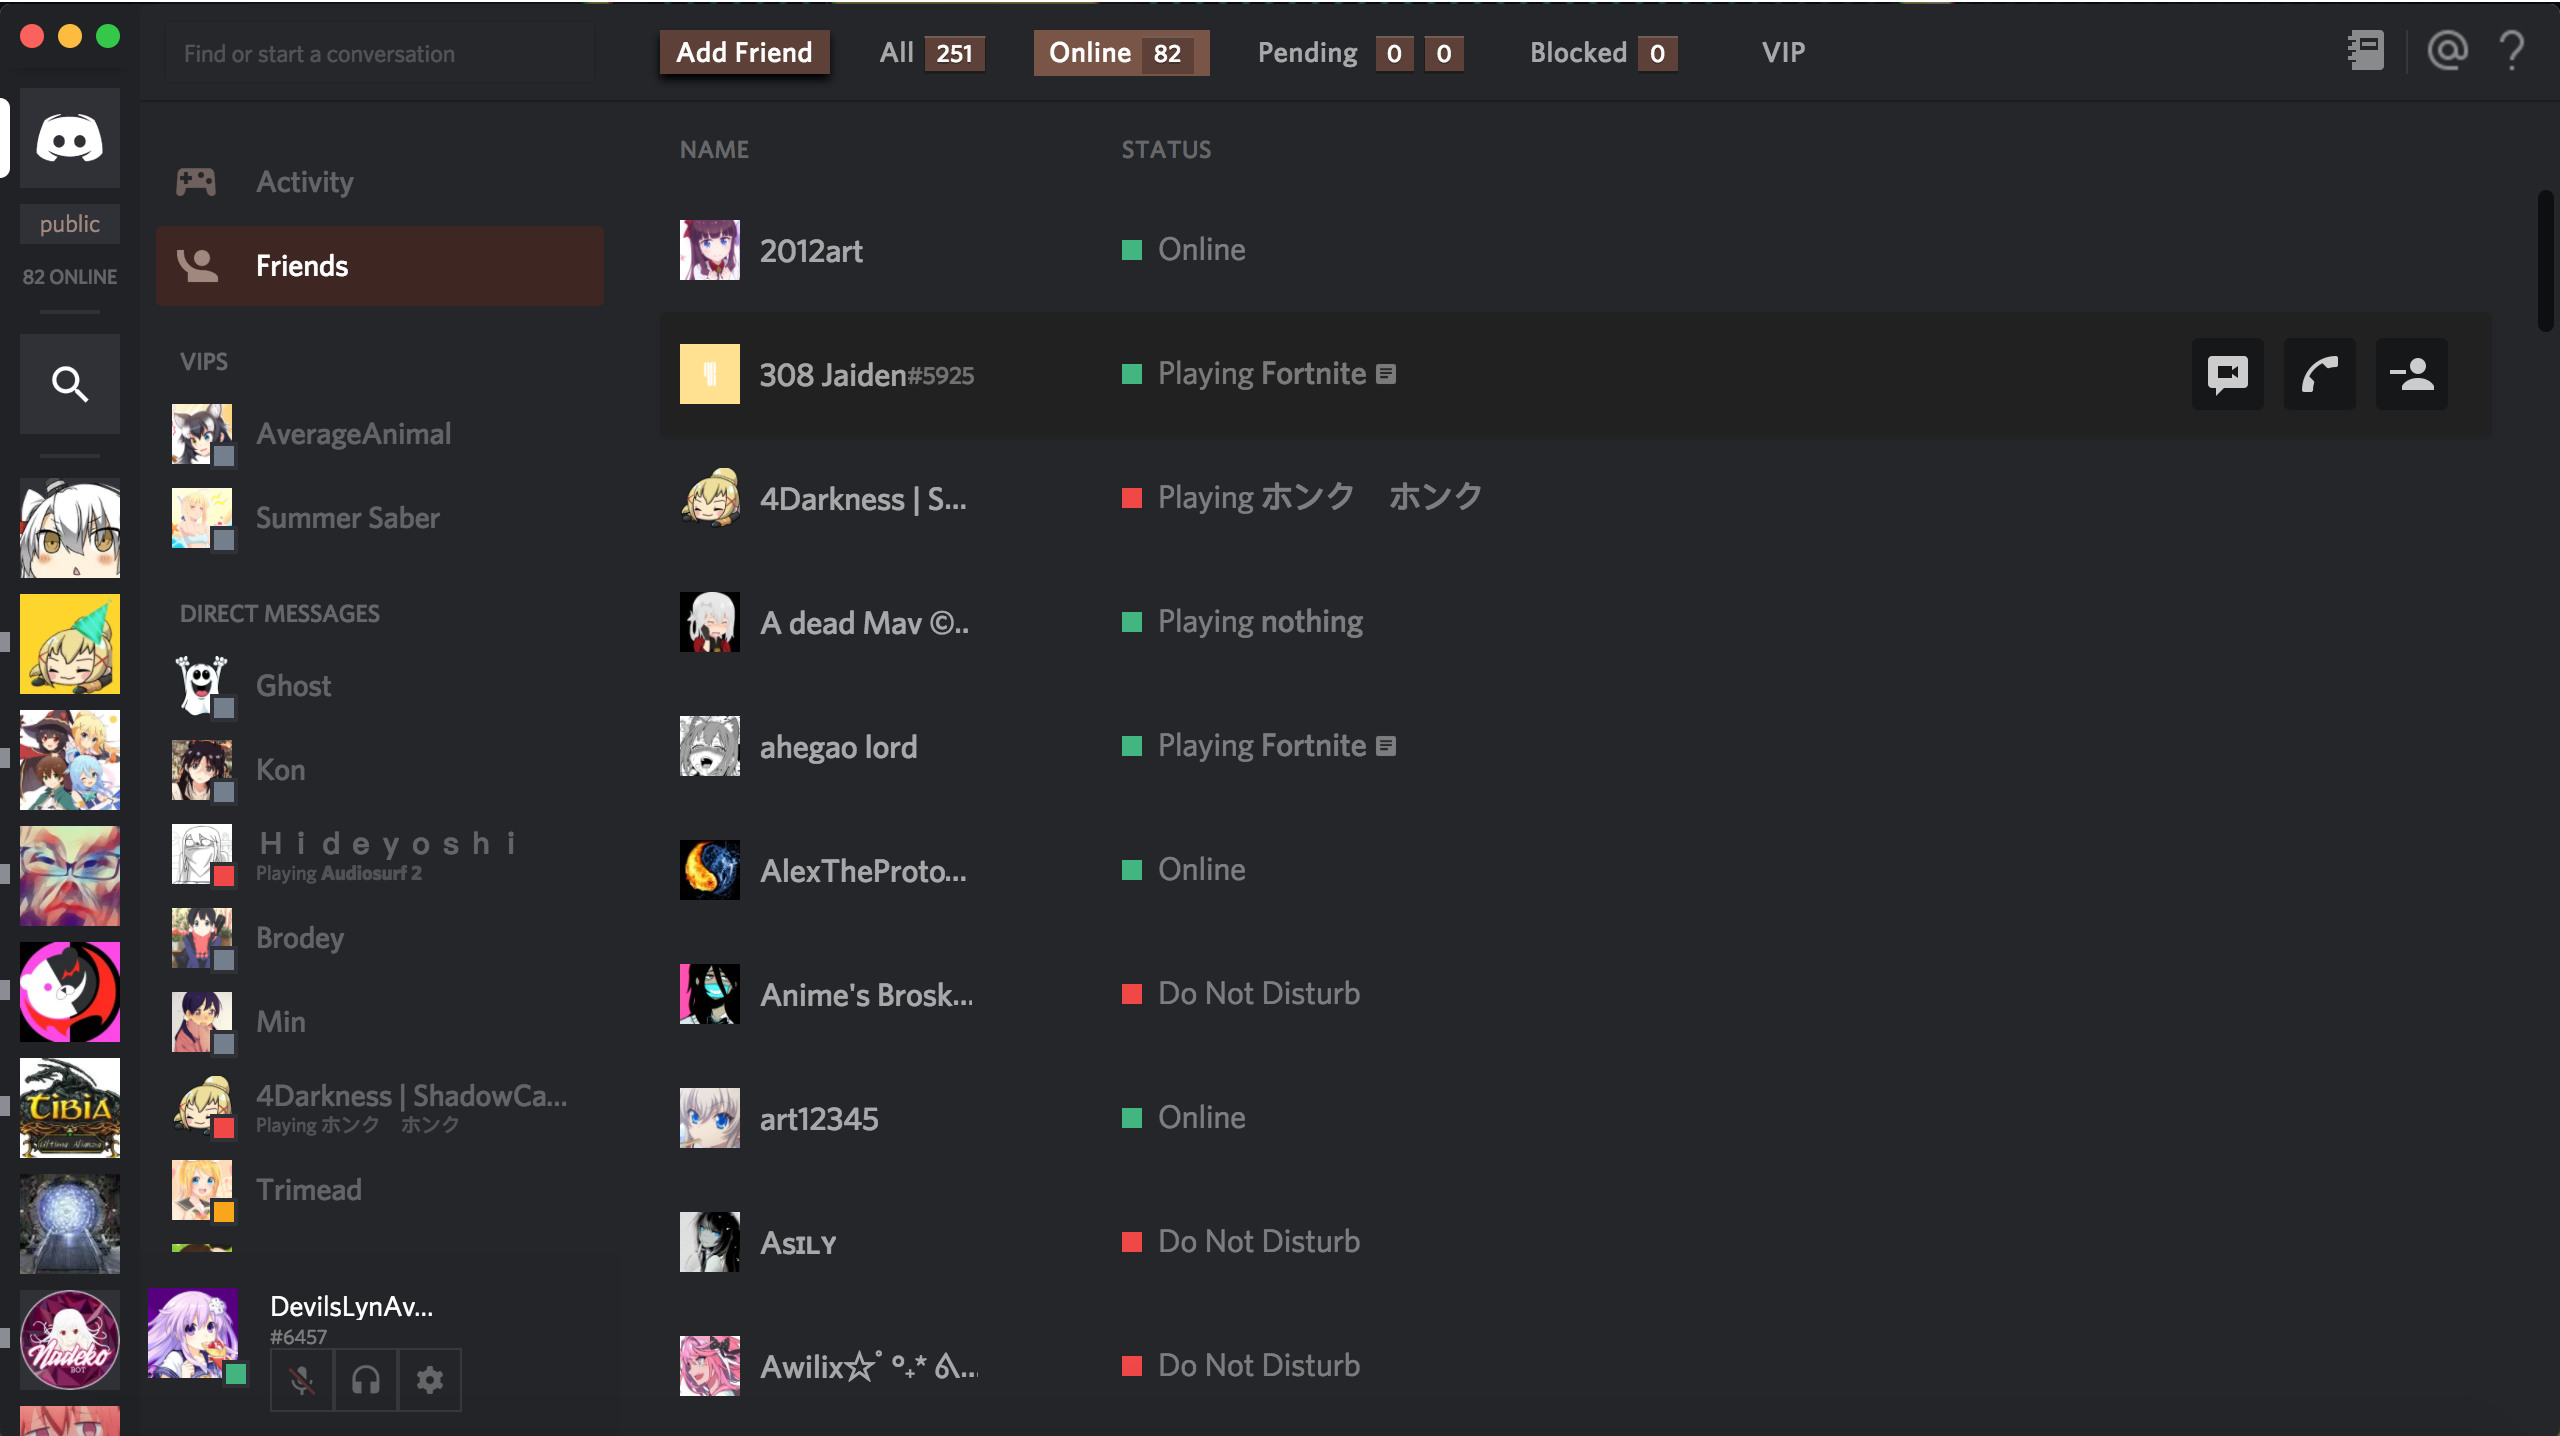 Find or start a conversation
Add Friend
All 251
Online 82
Pending 0 0
Blocked 0
VIP
public
82 ONLINE
Activity
Friends
VIPS
AverageAnimal
Summer Saber
DIRECT MESSAGES
Ghost
Kon
Ｈｉｄｅｙｏｓｈｉ
Playing Audiosurf 2
Brodey
Min
4Darkness | ShadowCa...
Playing ホンク　ホンク
Trimead
DevilsLynAv...
#6457
TIBIA
Nadeko
BOT
NAME STATUS
2012art Online
308 Jaiden#5925 Playing Fortnite
4Darkness | S... Playing ホンク　ホンク
A dead Mav ©.. Playing nothing
ahegao lord Playing Fortnite
AlexTheProto... Online
Anime's Brosk... Do Not Disturb
art12345 Online
Asɪʟʏ Do Not Disturb
Awilix☆ Do Not Disturb